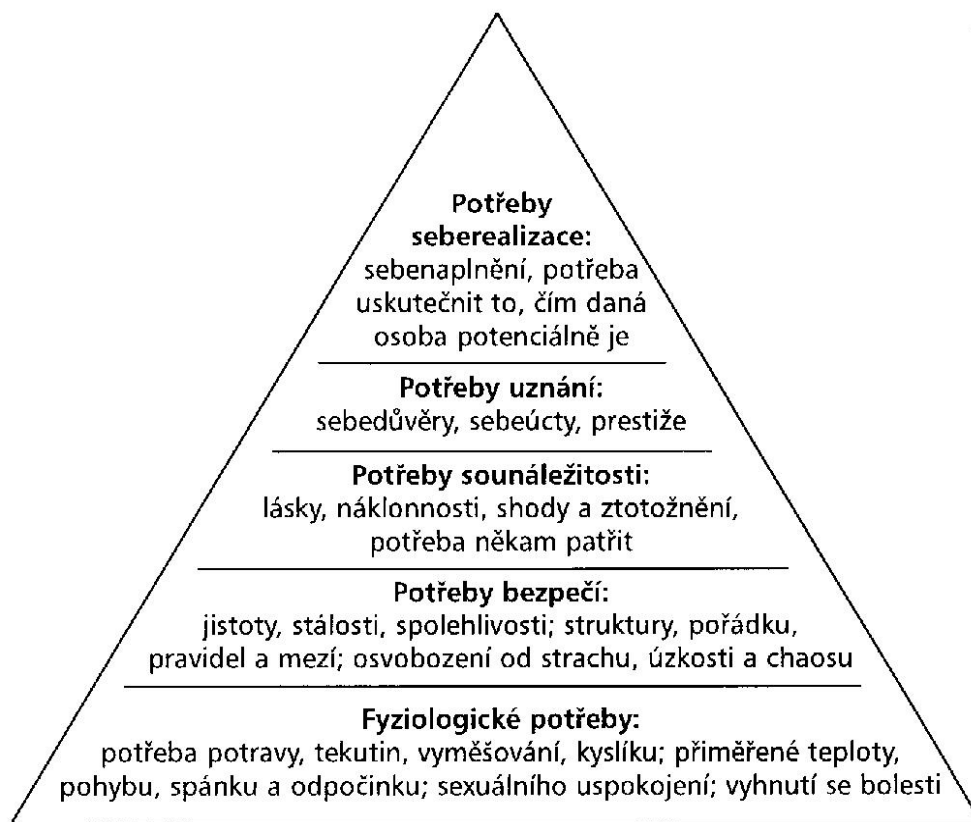 Potřeby
seberealizace:
sebenaplnění, potřeba
uskutečnit to, čím daná
osoba potenciálně je
Potřeby uznání:
sebedůvěry, sebeúcty, prestiže
Potřeby sounáležitosti:
lásky, náklonnosti, shody a ztotožnění,
potřeba někam patřit
Potřeby bezpečí:
jistoty, stálosti, spolehlivosti; struktury, pořádku,
pravidel a mezí; osvobození od strachu, úzkosti a chaosu
Fyziologické potřeby:
potřeba potravy, tekutin, vyměšování, kyslíku; přiměřené teploty,
pohybu, spánku a odpočinku; sexuálního uspokojení; vyhnutí se bolesti